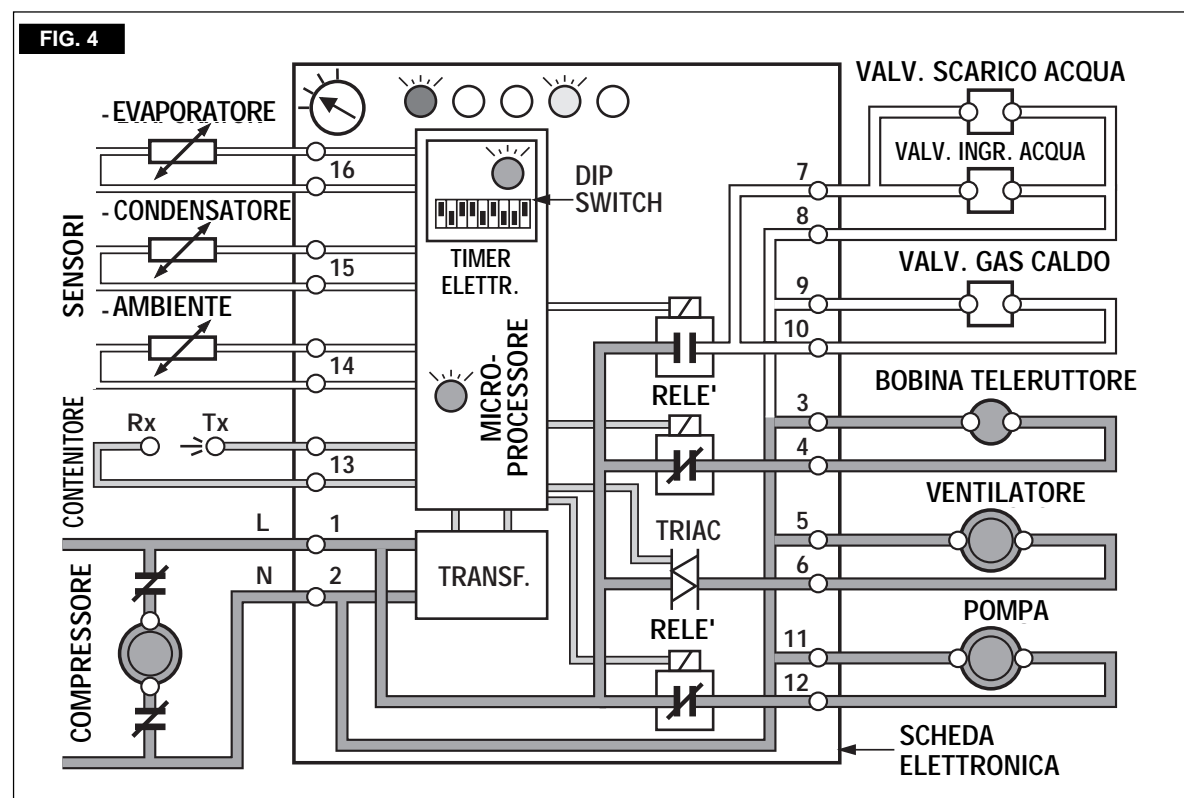 FIG. 4
- EVAPORATORE
16
- CONDENSATORE
15
- AMBIENTE
14
SENSORI
Rx
Tx
13
CONTENITORE
L
1
N
2
COMPRESSORE
DIP
SWITCH
TIMER
ELETTR.
MICRO-
PROCESSORE
TRANSF.
RELE'
TRIAC
RELE'
VALV. SCARICO ACQUA
VALV. INGR. ACQUA
7
8
VALV. GAS CALDO
9
10
BOBINA TELERUTTORE
3
4
VENTILATORE
5
6
POMPA
11
12
SCHEDA
ELETTRONICA